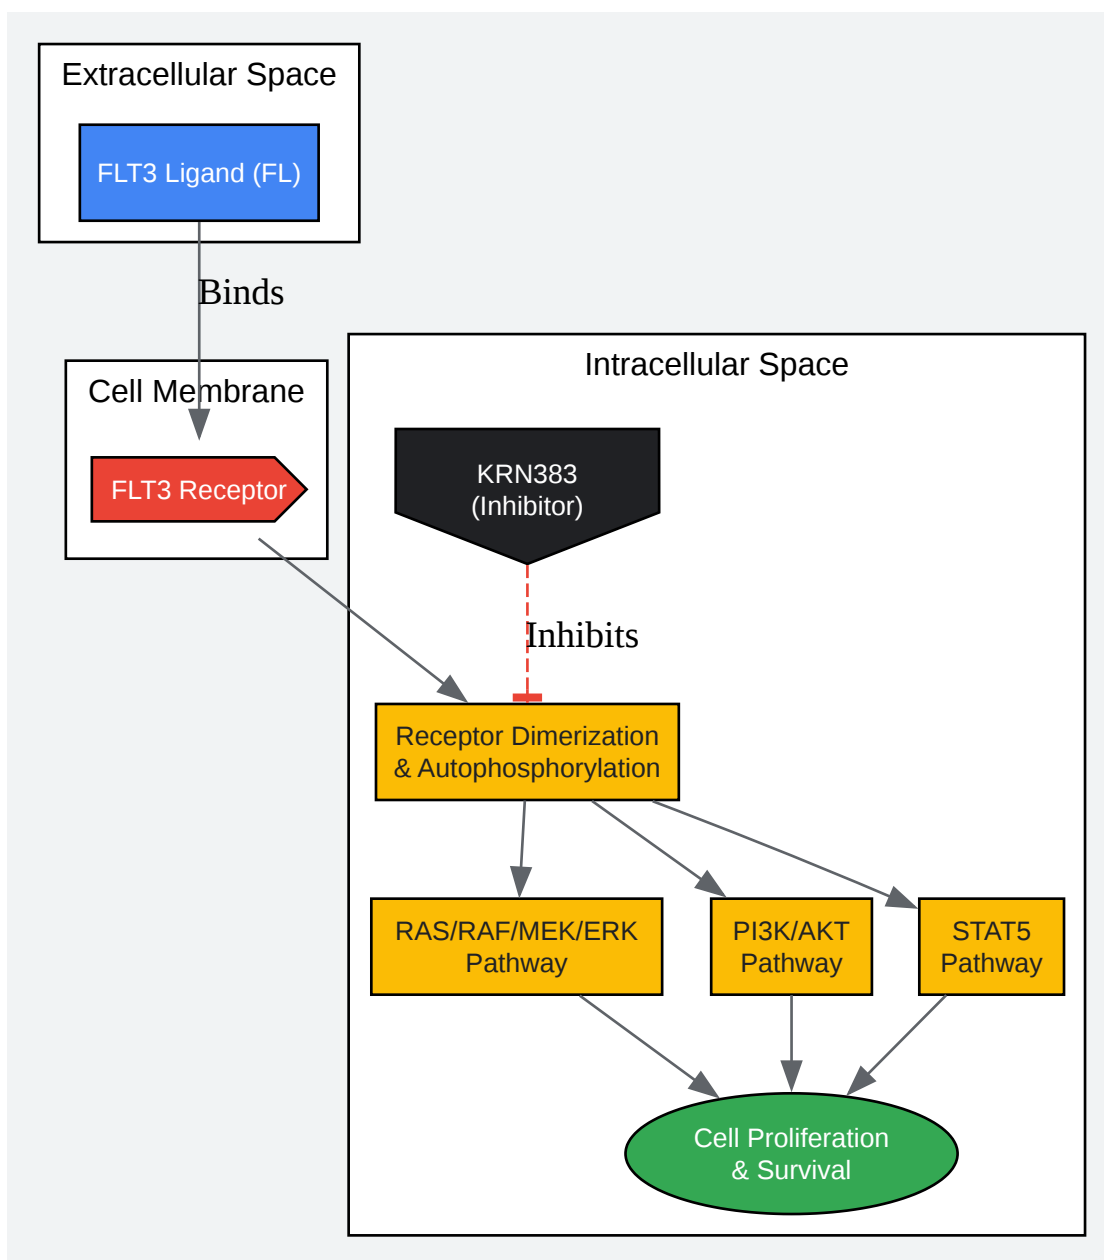 Extracellular Space
FLT3 Ligand (FL)
Binds
Cell Membrane
FLT3 Receptor
Intracellular Space
KRN383
(Inhibitor)
Inhibits
Receptor Dimerization
& Autophosphorylation
RAS/RAF/MEK/ERK
Pathway
PI3K/AKT
Pathway
STAT5
Pathway
Cell Proliferation
& Survival